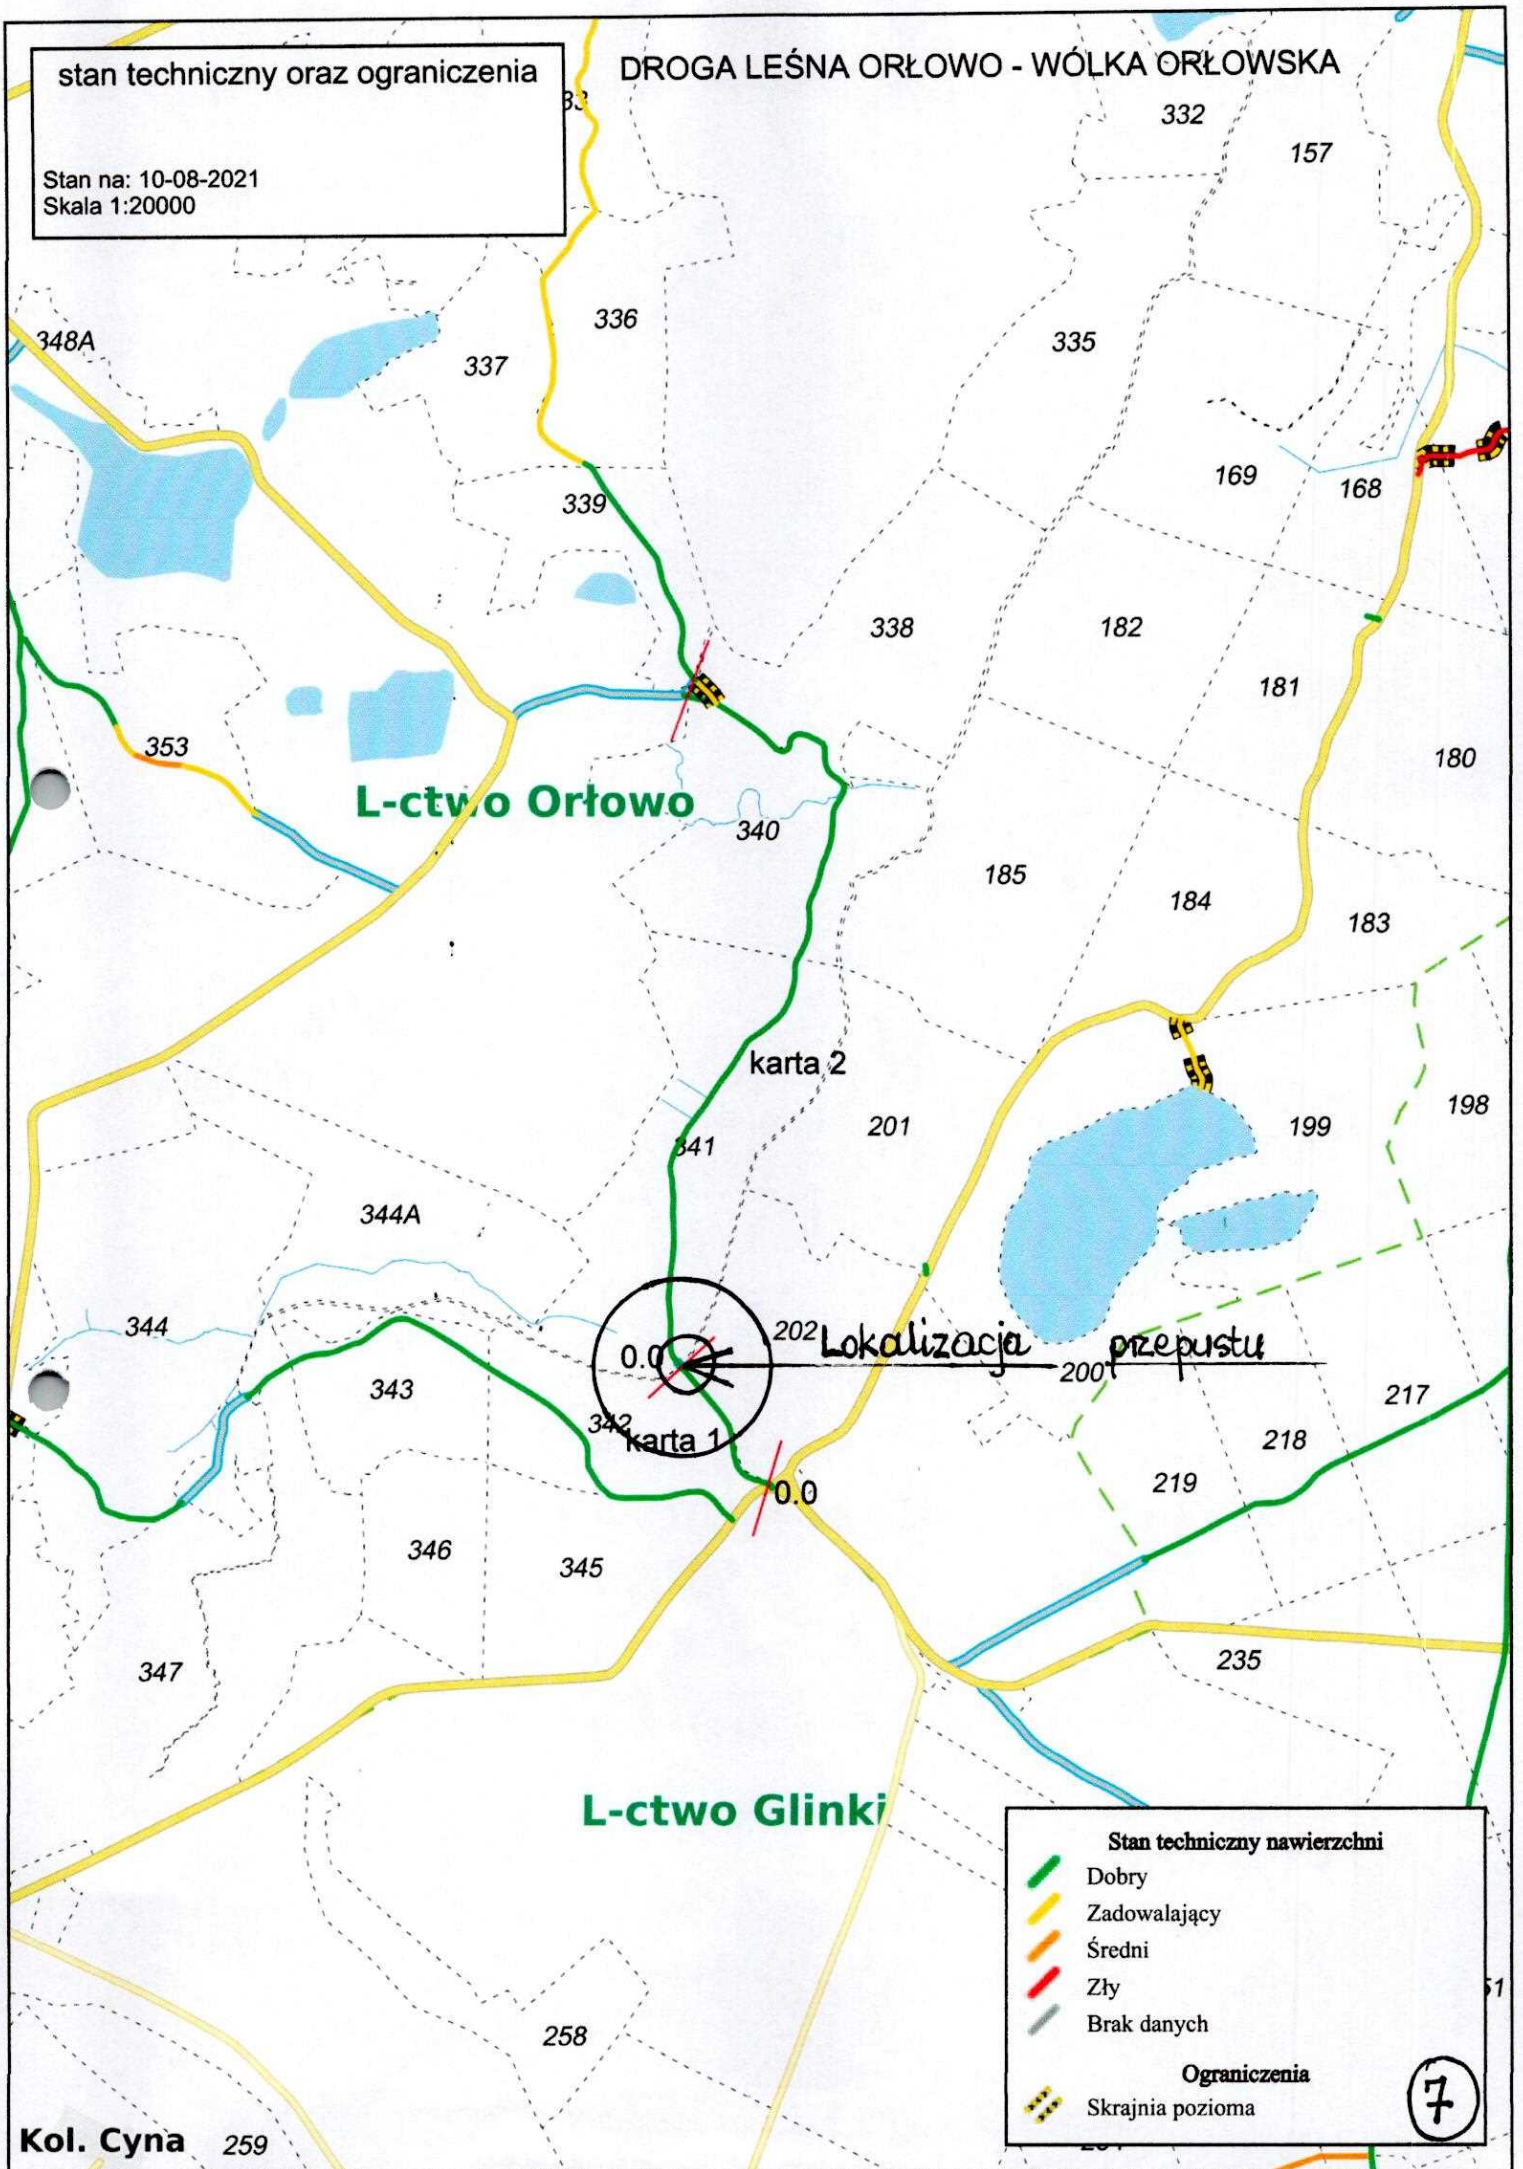 stan techniczny oraz ograniczenia
Stan na: 10-08-2021
Skala 1:20000
DROGA LEŚNA ORŁOWO - WÓLKA ORŁOWSKA
332
157
348A
336
337
335
339
169
168
338
182
181
353
180
L-ctwo Orłowo
340
185
184
183
karta 2
201
199
198
341
344A
344
202
Lokalizacja przepustu
0.0
200
343
217
342
karta 1
218
219
0.0
346
345
347
235
L-ctwo Glinki
258
Kol. Cyna
259
Stan techniczny nawierzchni
Dobry
Zadowalający
Średni
Zły
Brak danych
Ograniczenia
Skrajnia pozioma
7